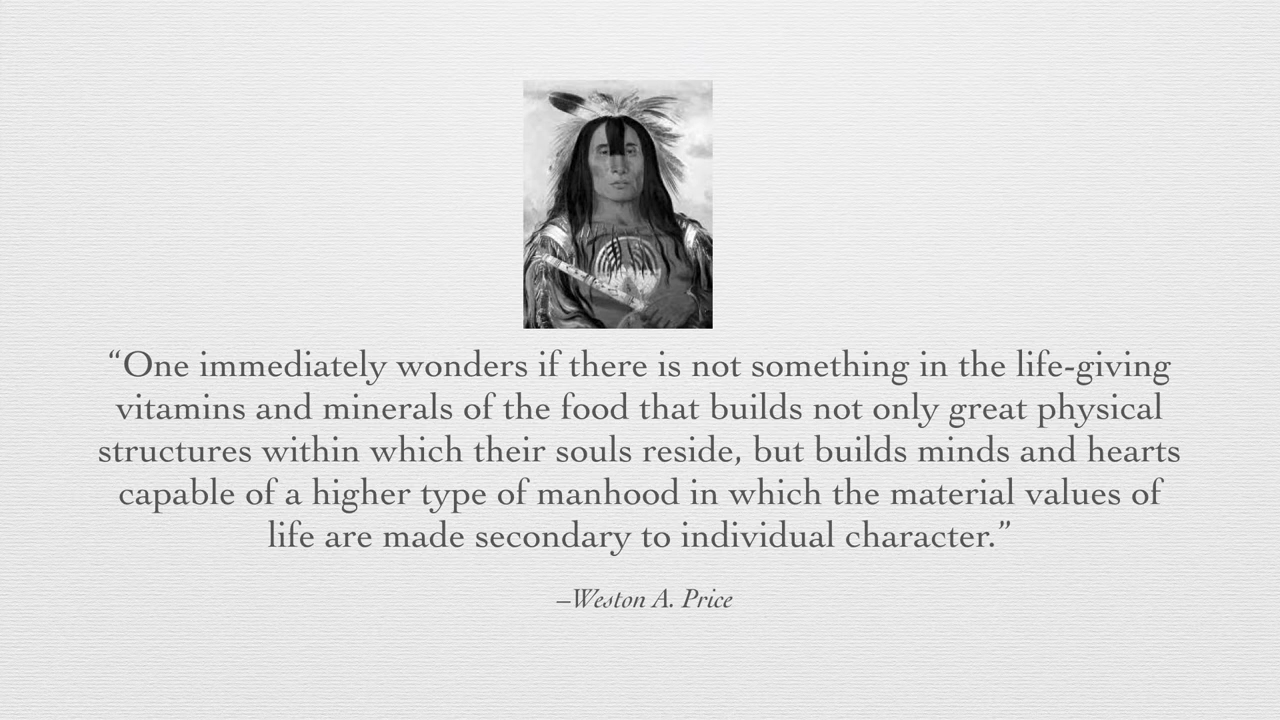 “One immediately wonders if there is not something in the life-giving
vitamins and minerals of the food that builds not only great physical
structures within which their souls reside, but builds minds and hearts
capable of a higher type of manhood in which the material values of
life are made secondary to individual character.”
–Weston A. Price